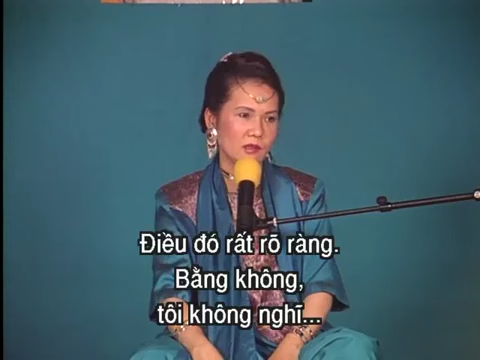 Điều đó rất rõ ràng.
Bằng không,
tôi không nghĩ...